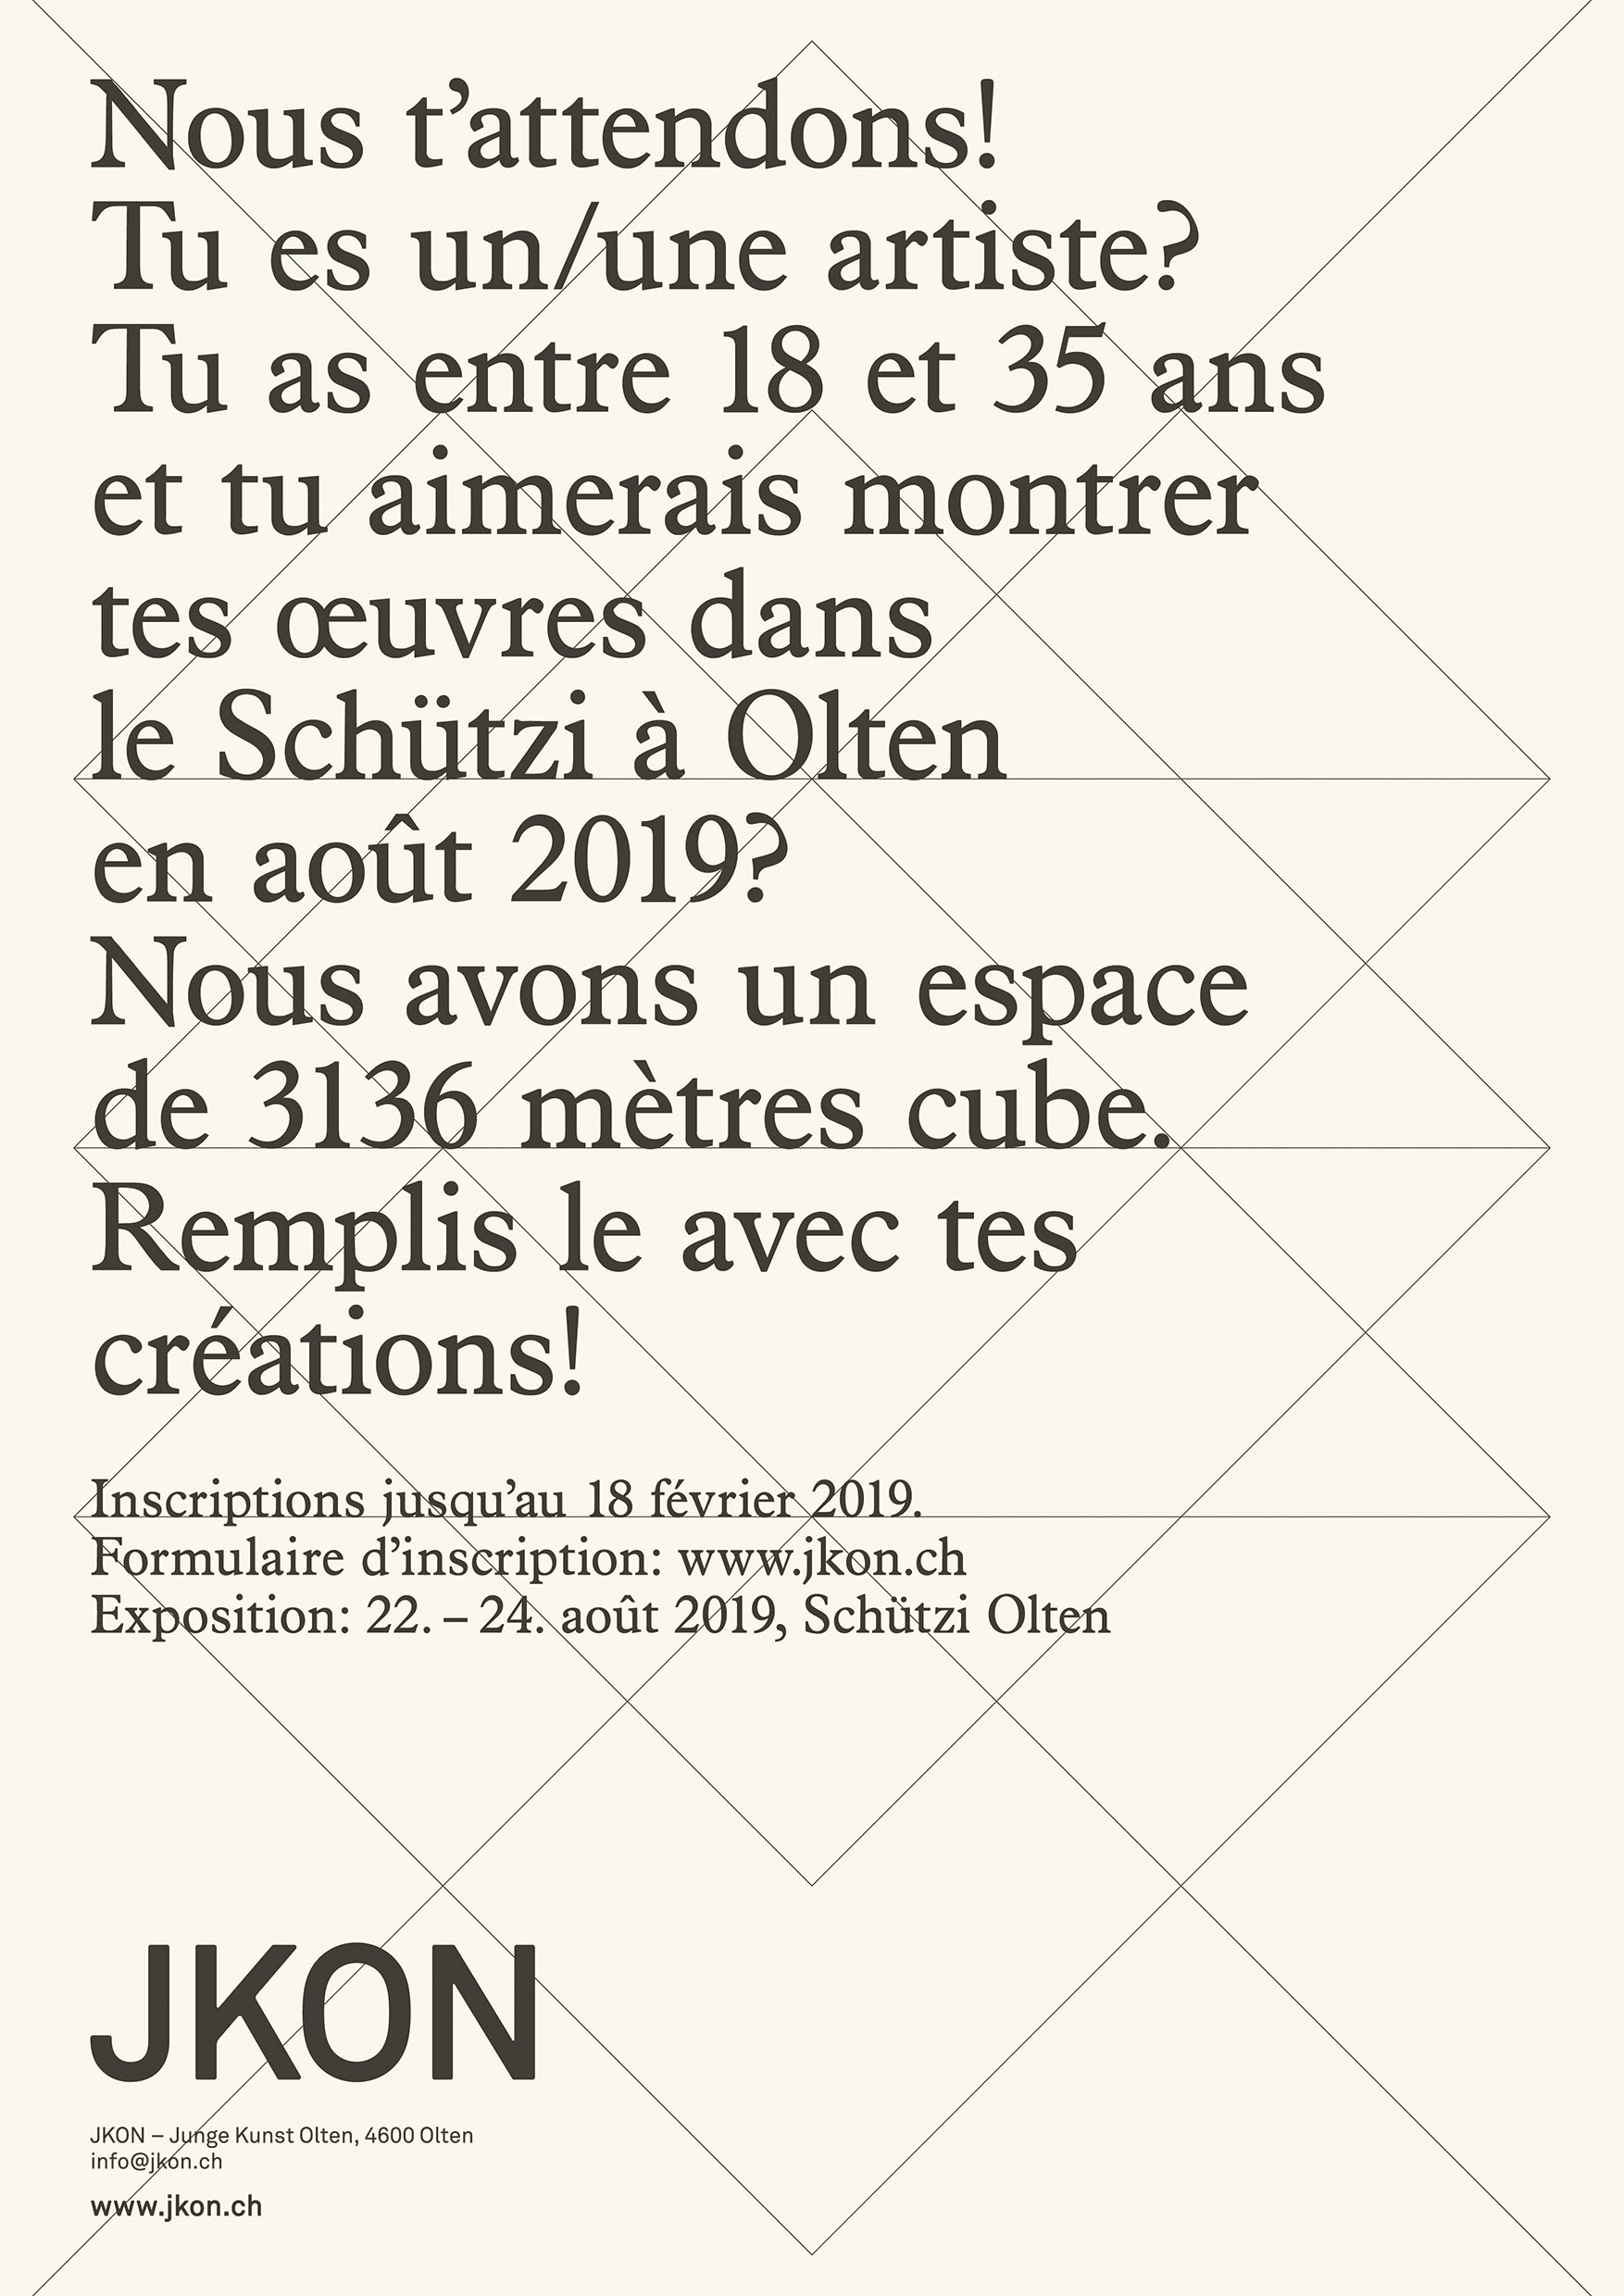 Nous t’attendons!
Tu es un/une artiste?
Tu as entre 18 et 35 ans
et tu aimerais montrer
tes œuvres dans
le Schützi à Olten
en août 2019?
Nous avons un espace
de 3136 mètres cube.
Remplis le avec tes
créations!
Inscriptions jusqu’au 18 février 2019.
Formulaire d’inscription: www.jkon.ch
Exposition: 22. – 24. août 2019, Schützi Olten
JKON
JKON – Junge Kunst Olten, 4600 Olten
info@jkon.ch
www.jkon.ch